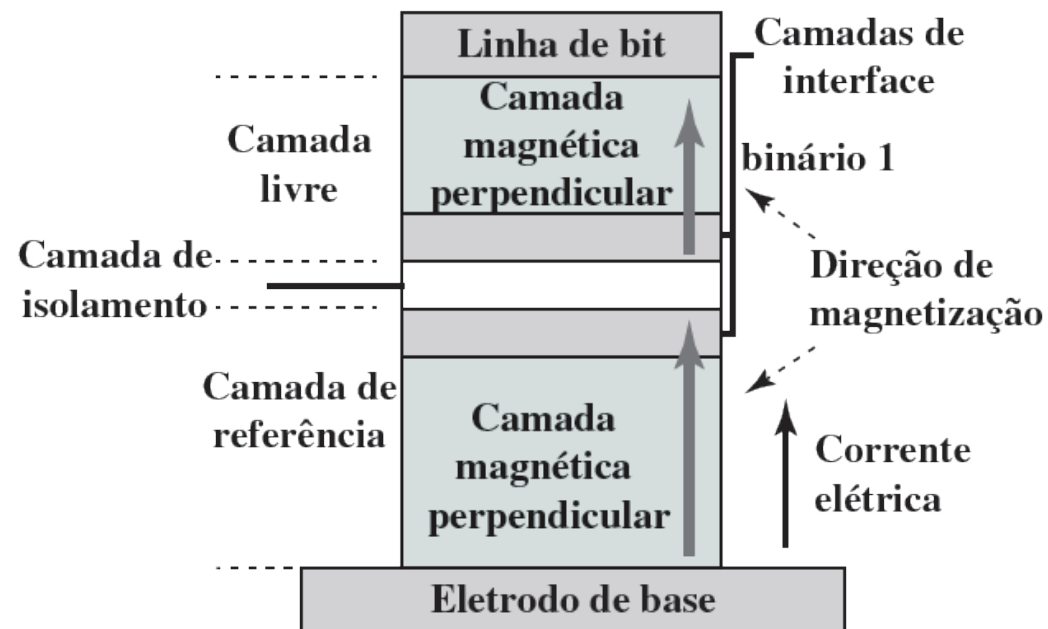 Linha de bit
Camadas de
interface
Camada
magnética
perpendicular
Camada
livre
binário 1
Camada de
isolamento
Direção de
magnetização
Camada de
referência
Camada
magnética
perpendicular
Corrente
elétrica
Eletrodo de base